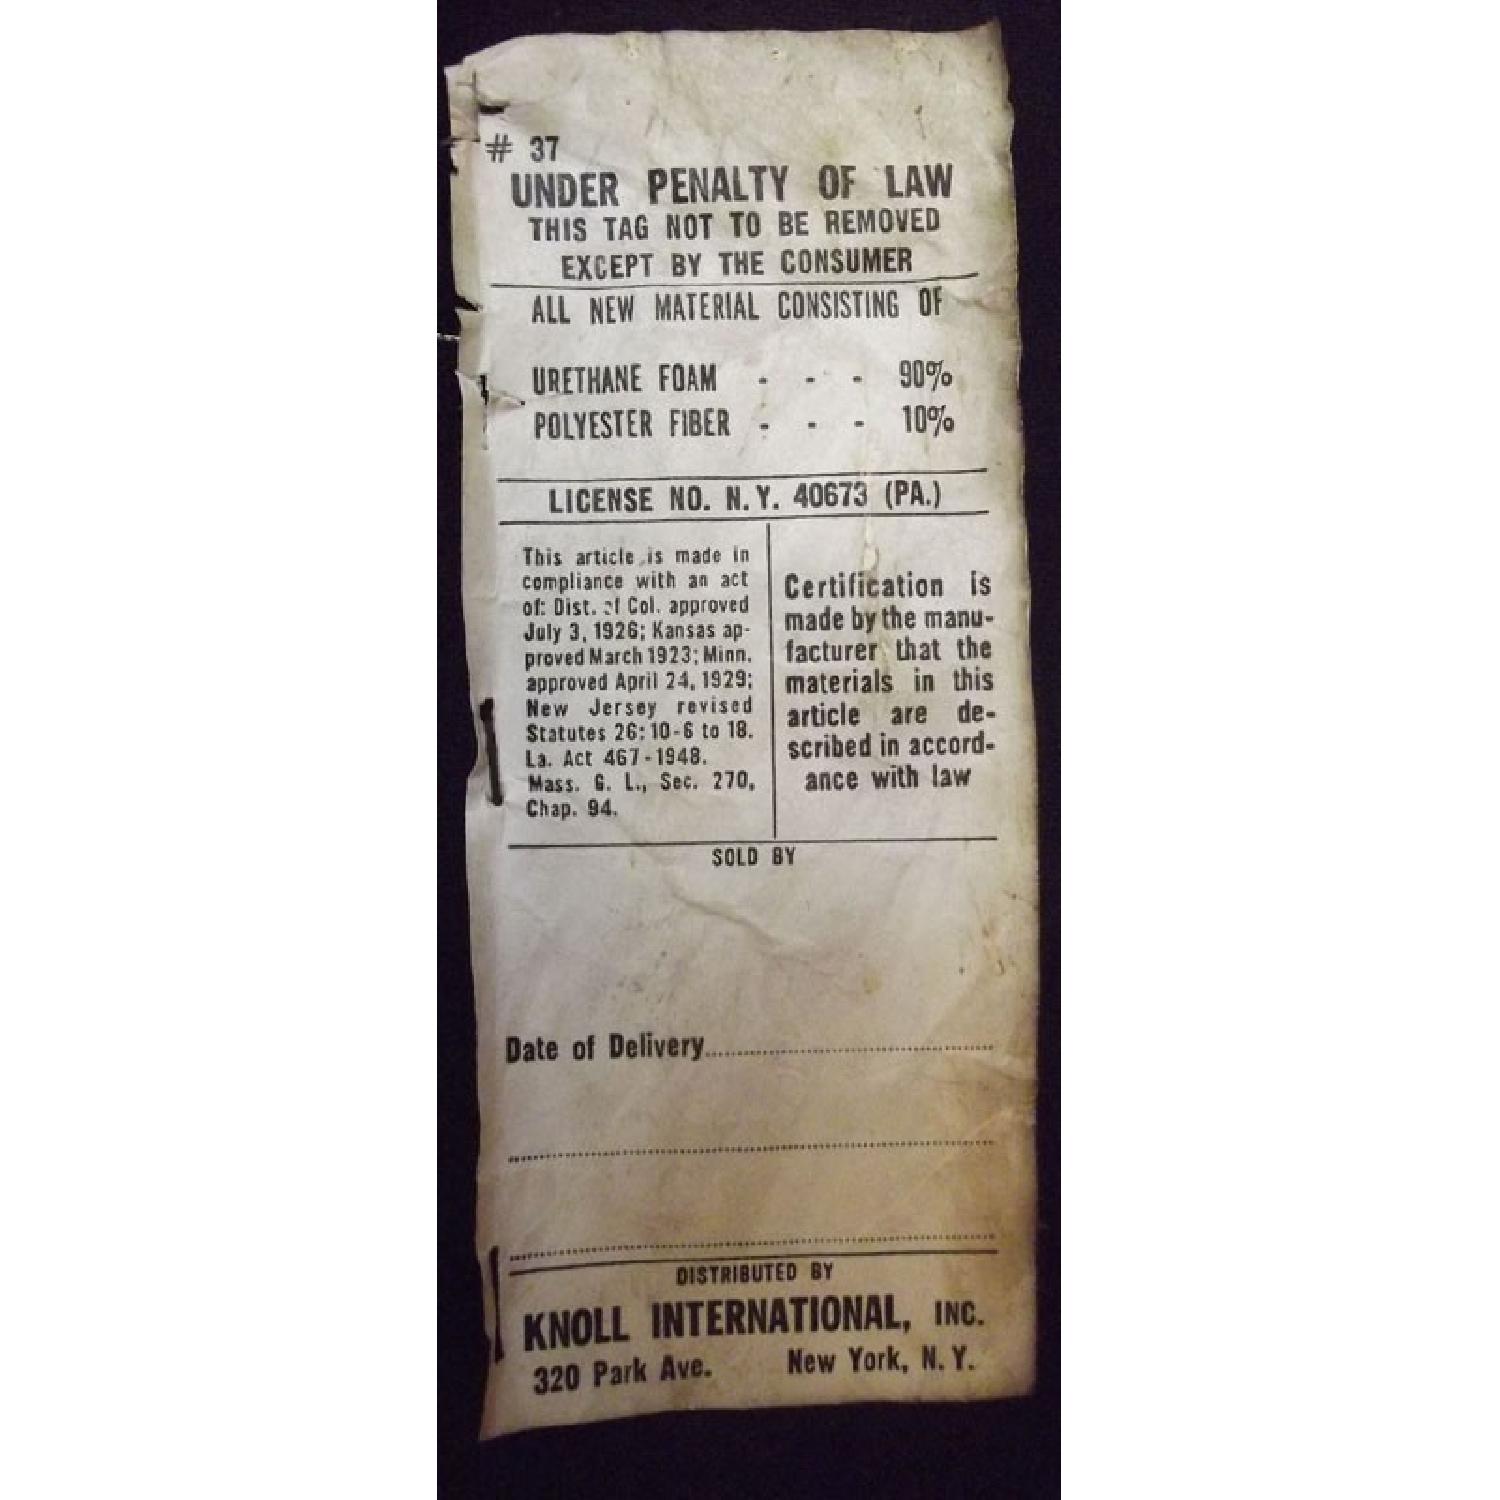 # 37
UNDER PENALTY OF LAW
THIS TAG NOT TO BE REMOVED
EXCEPT BY THE CONSUMER
ALL NEW MATERIAL CONSISTING OF
URETHANE FOAM - - - 90%
POLYESTER FIBER - - - 10%
LICENSE NO. N.Y. 40673 (PA.)
This article is made in
compliance with an act
of: Dist. of Col. approved
July 3, 1926; Kansas ap-
proved March 1923; Minn.
approved April 24, 1929;
New Jersey revised
Statutes 26:10-6 to 18.
La. Act 467-1948.
Mass. G. L., Sec. 270,
Chap. 94.
Certification is
made by the manu-
facturer that the
materials in this
article are de-
scribed in accord-
ance with law
SOLD BY
Date of Delivery
DISTRIBUTED BY
KNOLL INTERNATIONAL, INC.
320 Park Ave. New York, N. Y.